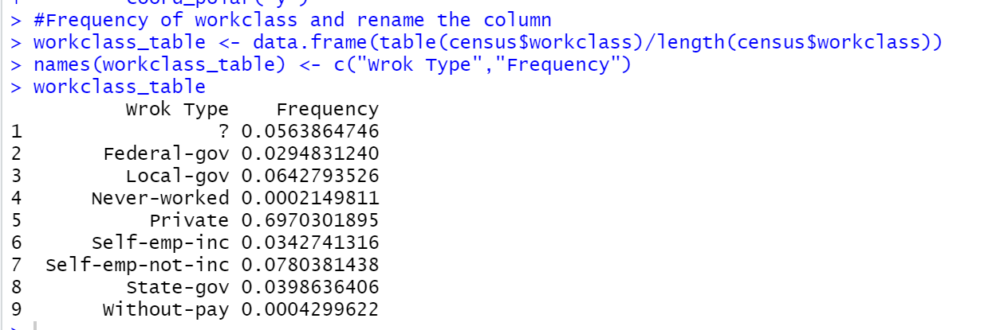 > #Frequency of workclass and rename the column
> workclass_table <- data.frame(table(census$workclass)/length(census$workclass))
> names(workclass_table) <- c("Wrok Type","Frequency")
> workclass_table
Wrok Type Frequency
1 ? 0.0563864746
2 Federal-gov 0.0294831240
3 Local-gov 0.0642793526
4 Never-worked 0.0002149811
5 Private 0.6970301895
6 Self-emp-inc 0.0342741316
7 Self-emp-not-inc 0.0780381438
8 State-gov 0.0398636406
9 Without-pay 0.0004299622
>